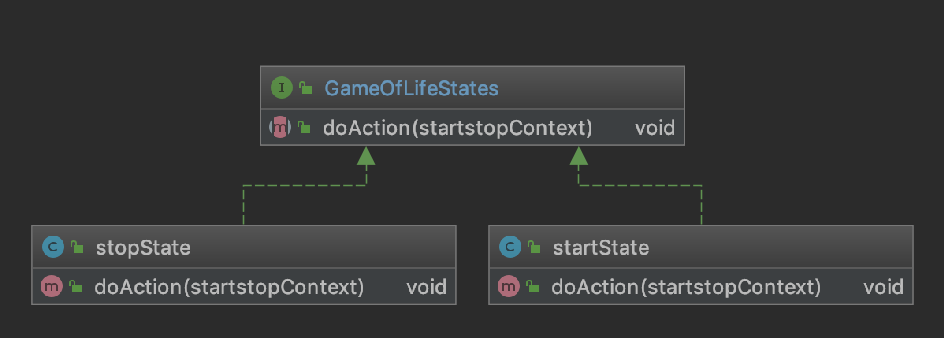 I GameOfLifeStates
m doAction(startstopContext) void
C stopState
m doAction(startstopContext) void
C startState
m doAction(startstopContext) void